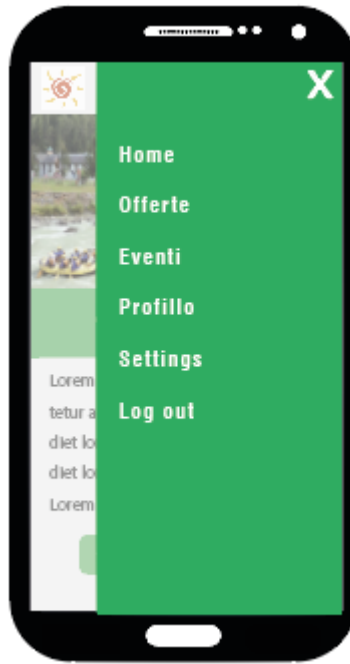 X
Home
Offerte
Eventi
Profillo
Settings
Log out
Lorem
tetur a
diet lo
diet lo
Lorem